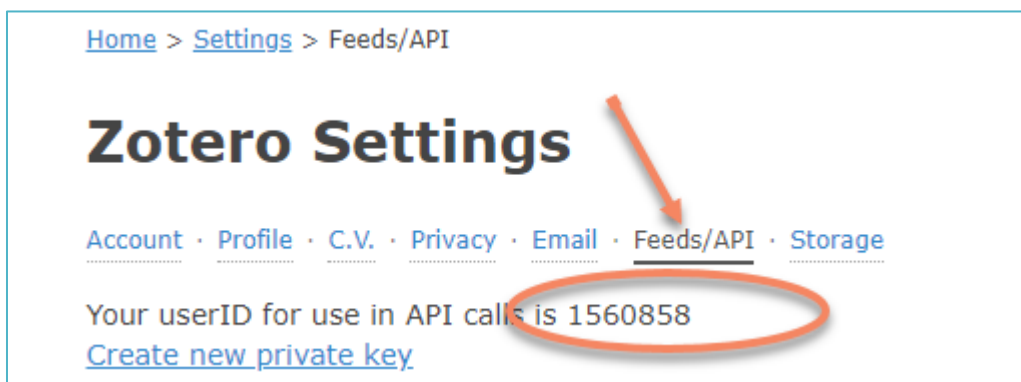 Home > Settings > Feeds/API
Zotero Settings
Account · Profile · C.V. · Privacy · Email · Feeds/API · Storage
Your userID for use in API calls is 1560858
Create new private key